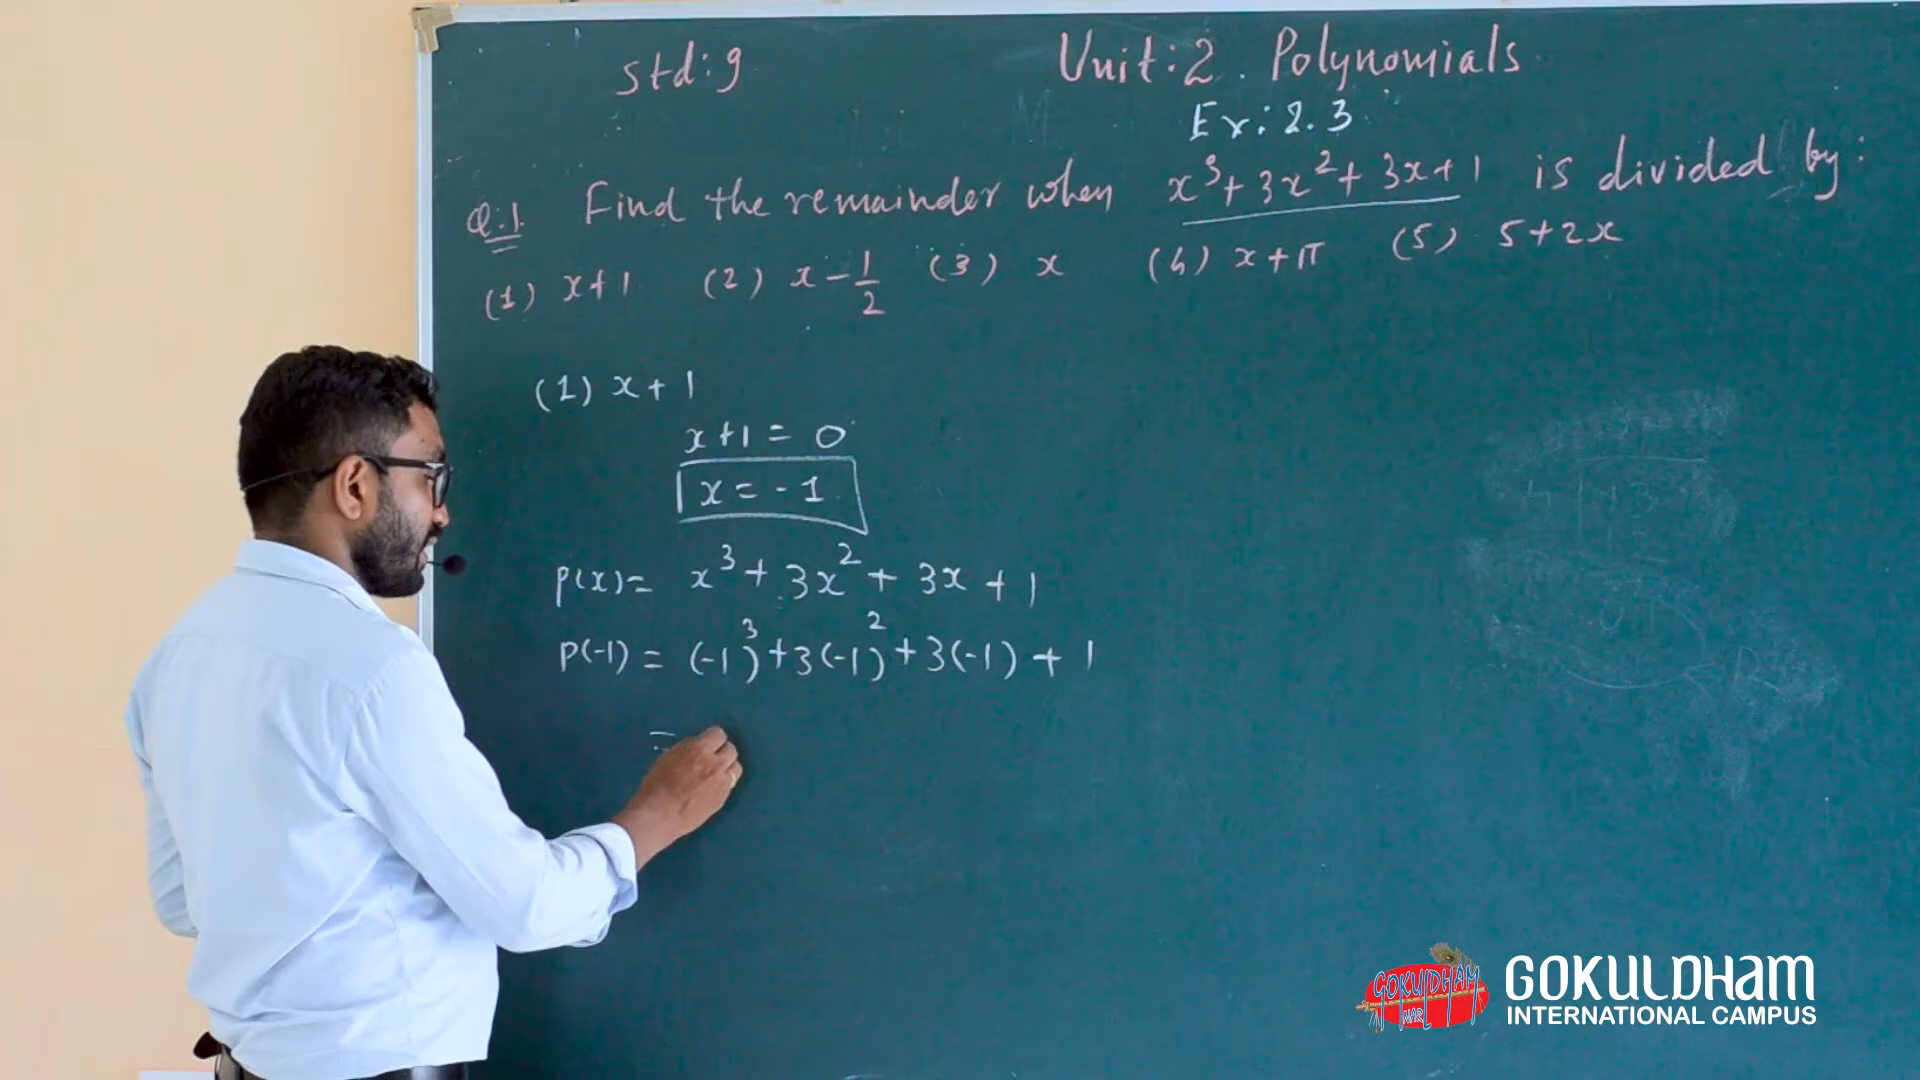 Std: 9 Unit: 2. Polynomials
Ex: 2.3
Q.1. Find the remainder when x³ + 3x² + 3x + 1 is divided by:
(1) x+1 (2) x - 1/2 (3) x (4) x + π (5) 5+2x
(1) x + 1
x+1 = 0
x = -1
p(x) = x³ + 3x² + 3x + 1
p(-1) = (-1)³ + 3(-1)² + 3(-1) + 1
=
GOKULDHAM NAR
GOKULDHAM
INTERNATIONAL CAMPUS